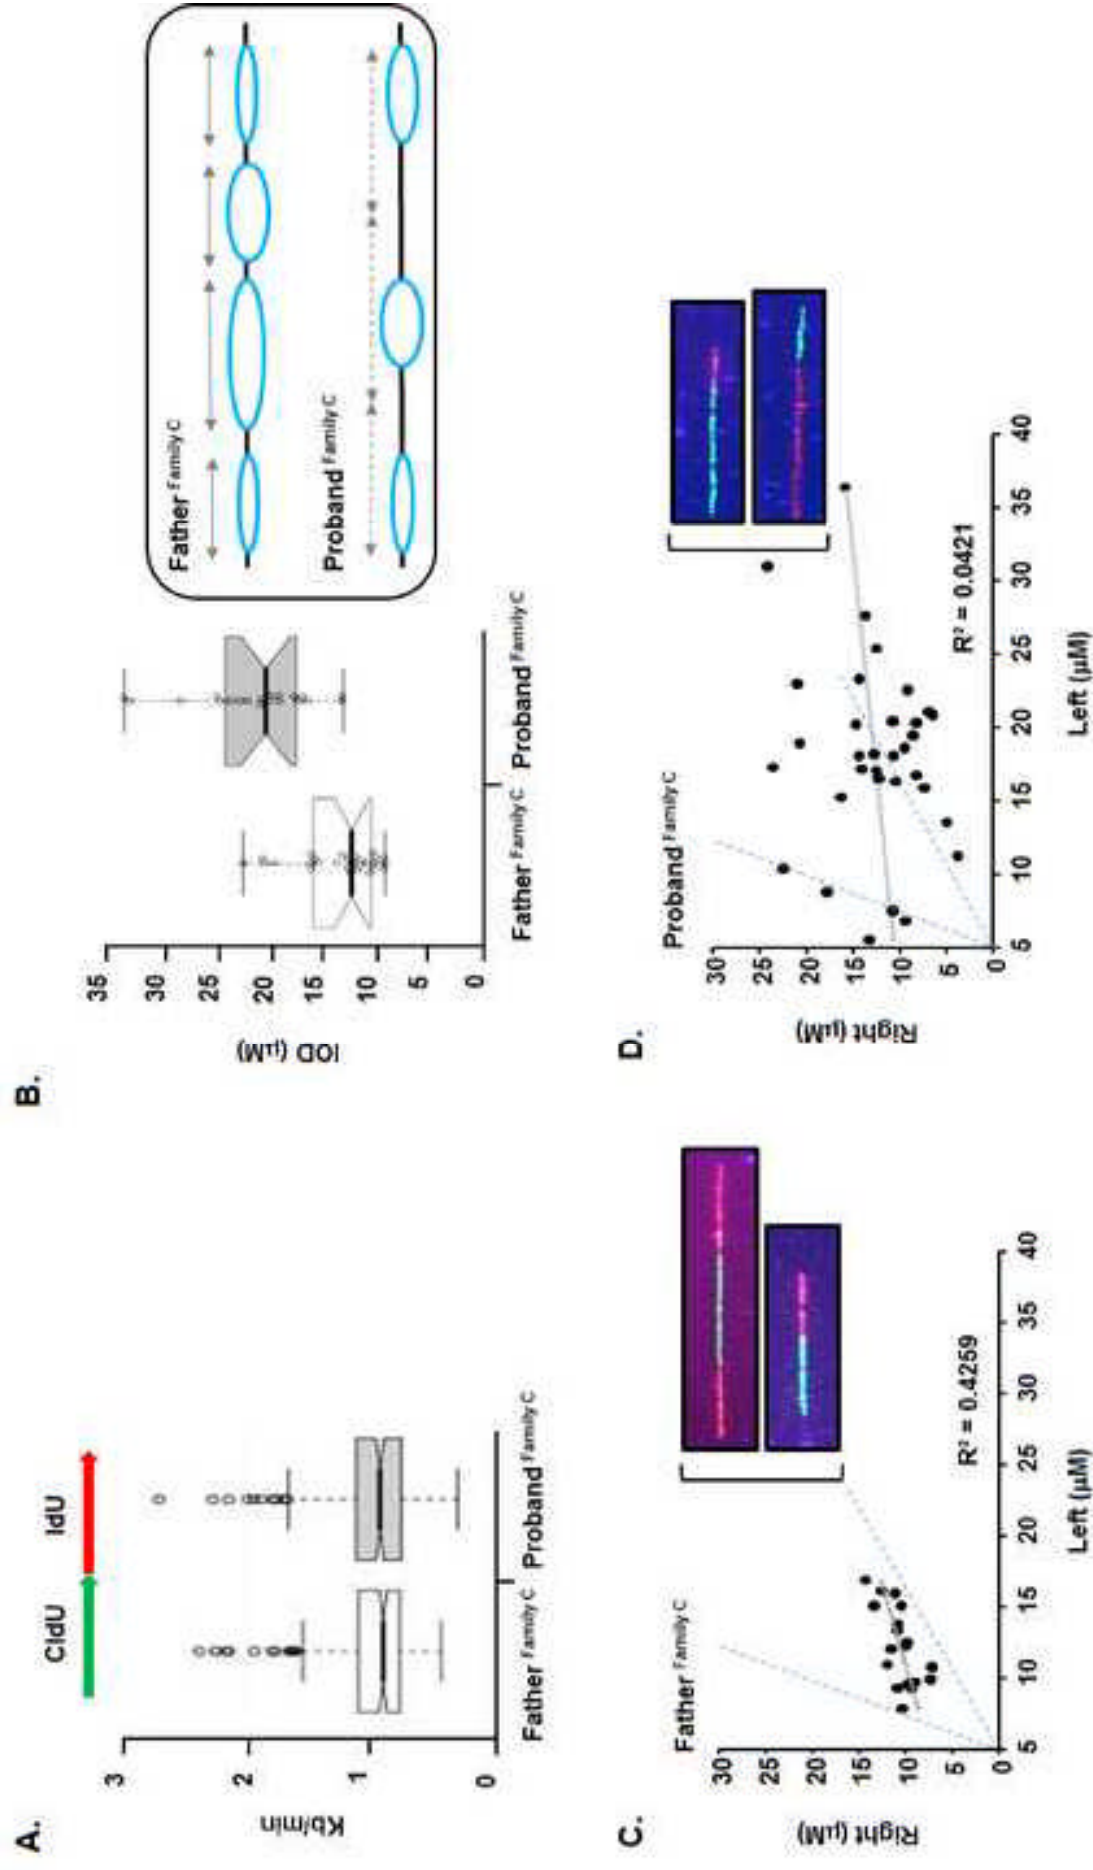 A.
CldU
IdU
Kb/min
3
2
1
0
Father Family C
Proband Family C
B.
IOD (µM)
35
30
25
20
15
10
5
0
Father Family C
Proband Family C
Father Family C
Proband Family C
C.
Father Family C
Right (µM)
30
25
20
15
10
5
0
R² = 0.4259
5 10 15 20 25 30 35 40
Left (µM)
D.
Proband Family C
Right (µM)
30
25
20
15
10
5
0
R² = 0.0421
5 10 15 20 25 30 35 40
Left (µM)